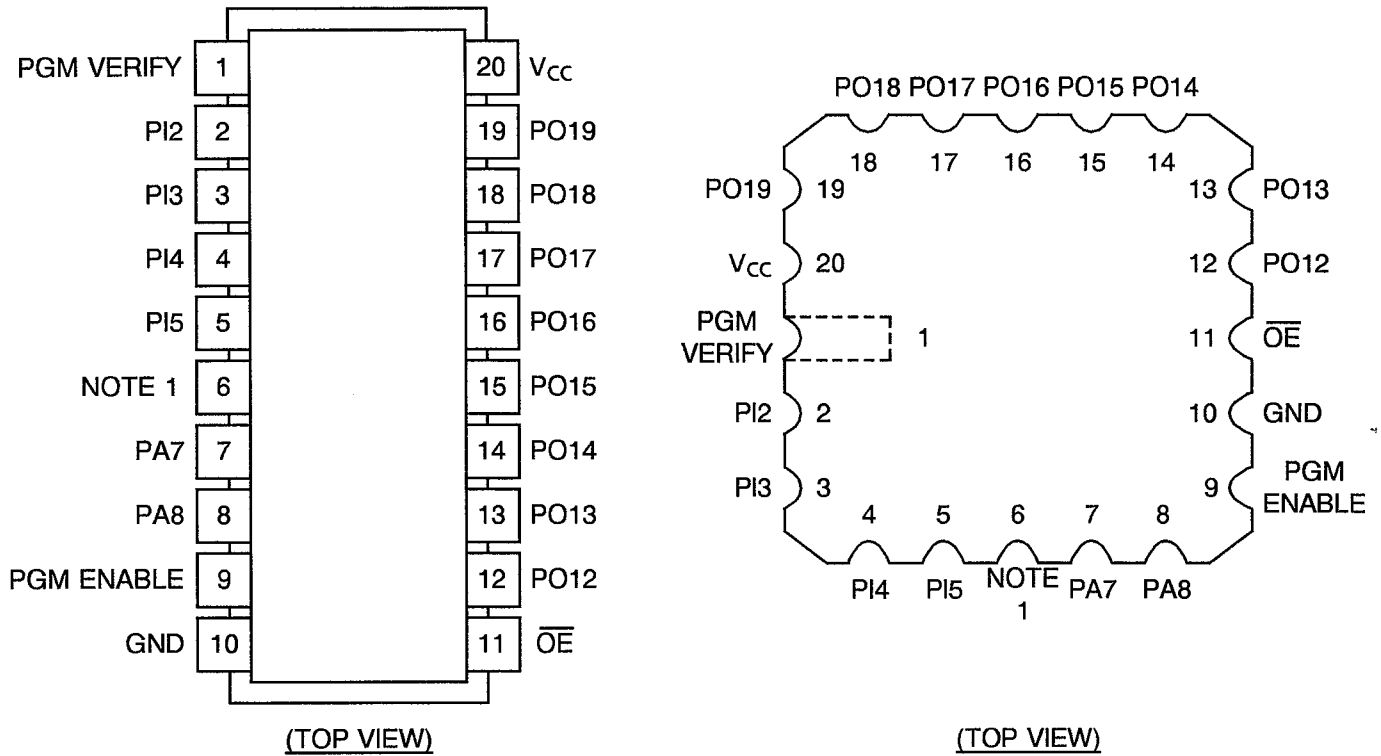 PGM VERIFY 1 20 VCC
PI2 2 19 PO19
PI3 3 18 PO18
PI4 4 17 PO17
PI5 5 16 PO16
NOTE 1 6 15 PO15
PA7 7 14 PO14
PA8 8 13 PO13
PGM ENABLE 9 12 PO12
GND 10 11 O̅E̅
(TOP VIEW)
PO18 PO17 PO16 PO15 PO14
18 17 16 15 14
PO19 19 13 PO13
VCC 20 12 PO12
PGM
VERIFY
1 11 O̅E̅
PI2 2 10 GND
PI3 3 9 PGM
ENABLE
4 5 6 7 8
PI4 PI5 NOTE
1
PA7 PA8
(TOP VIEW)